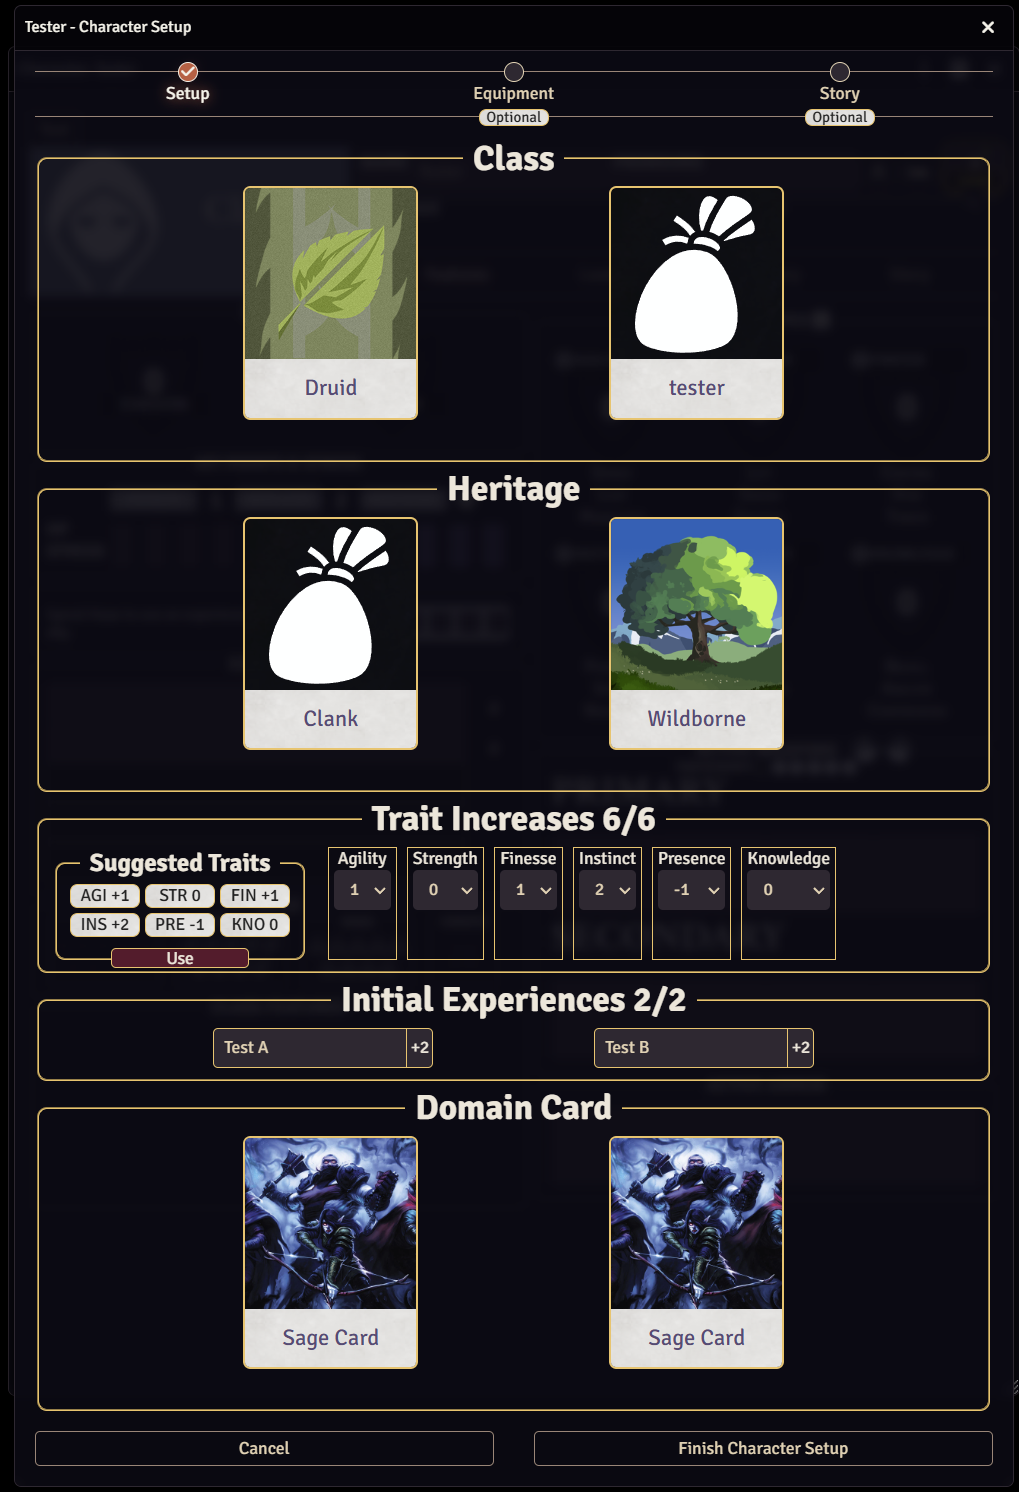 Tester - Character Setup
Setup
Equipment
Story
Optional
Optional
Class
Druid
tester
Heritage
Clank
Wildborne
Trait Increases 6/6
Suggested Traits
AGI +1 STR 0 FIN +1
INS +2 PRE -1 KNO 0
Use
Agility Strength Finesse Instinct Presence Knowledge
1 0 1 2 -1 0
Initial Experiences 2/2
Test A +2
Test B +2
Domain Card
Sage Card
Sage Card
Cancel
Finish Character Setup